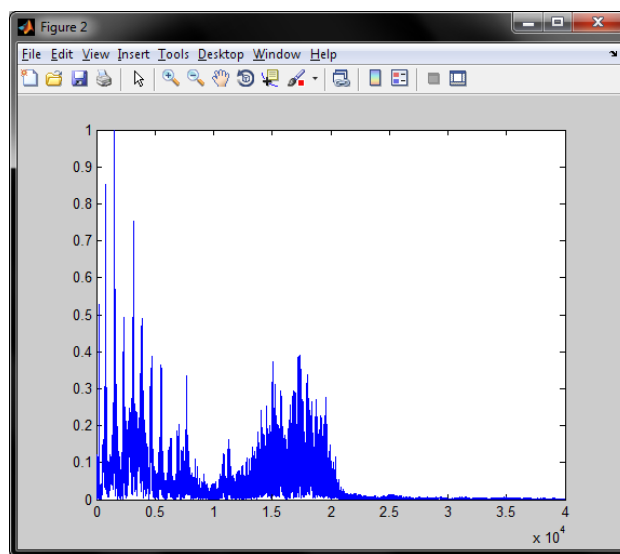 Figure 2
File Edit View Insert Tools Desktop Window Help
1
0.9
0.8
0.7
0.6
0.5
0.4
0.3
0.2
0.1
0
0 0.5 1 1.5 2 2.5 3 3.5 4
x 10^4